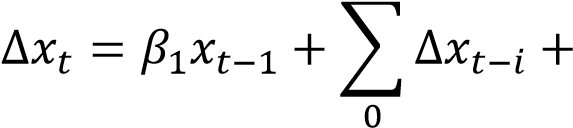 Δx_t = β_1 x_{t−1} + ∑_0 Δx_{t−i} +